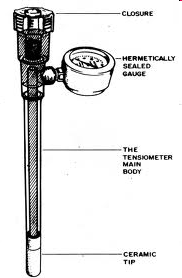 CLOSURE
HERMETICALLY
SEALED
GAUGE
THE
TENSIOMETER
MAIN
BODY
CERAMIC
TIP